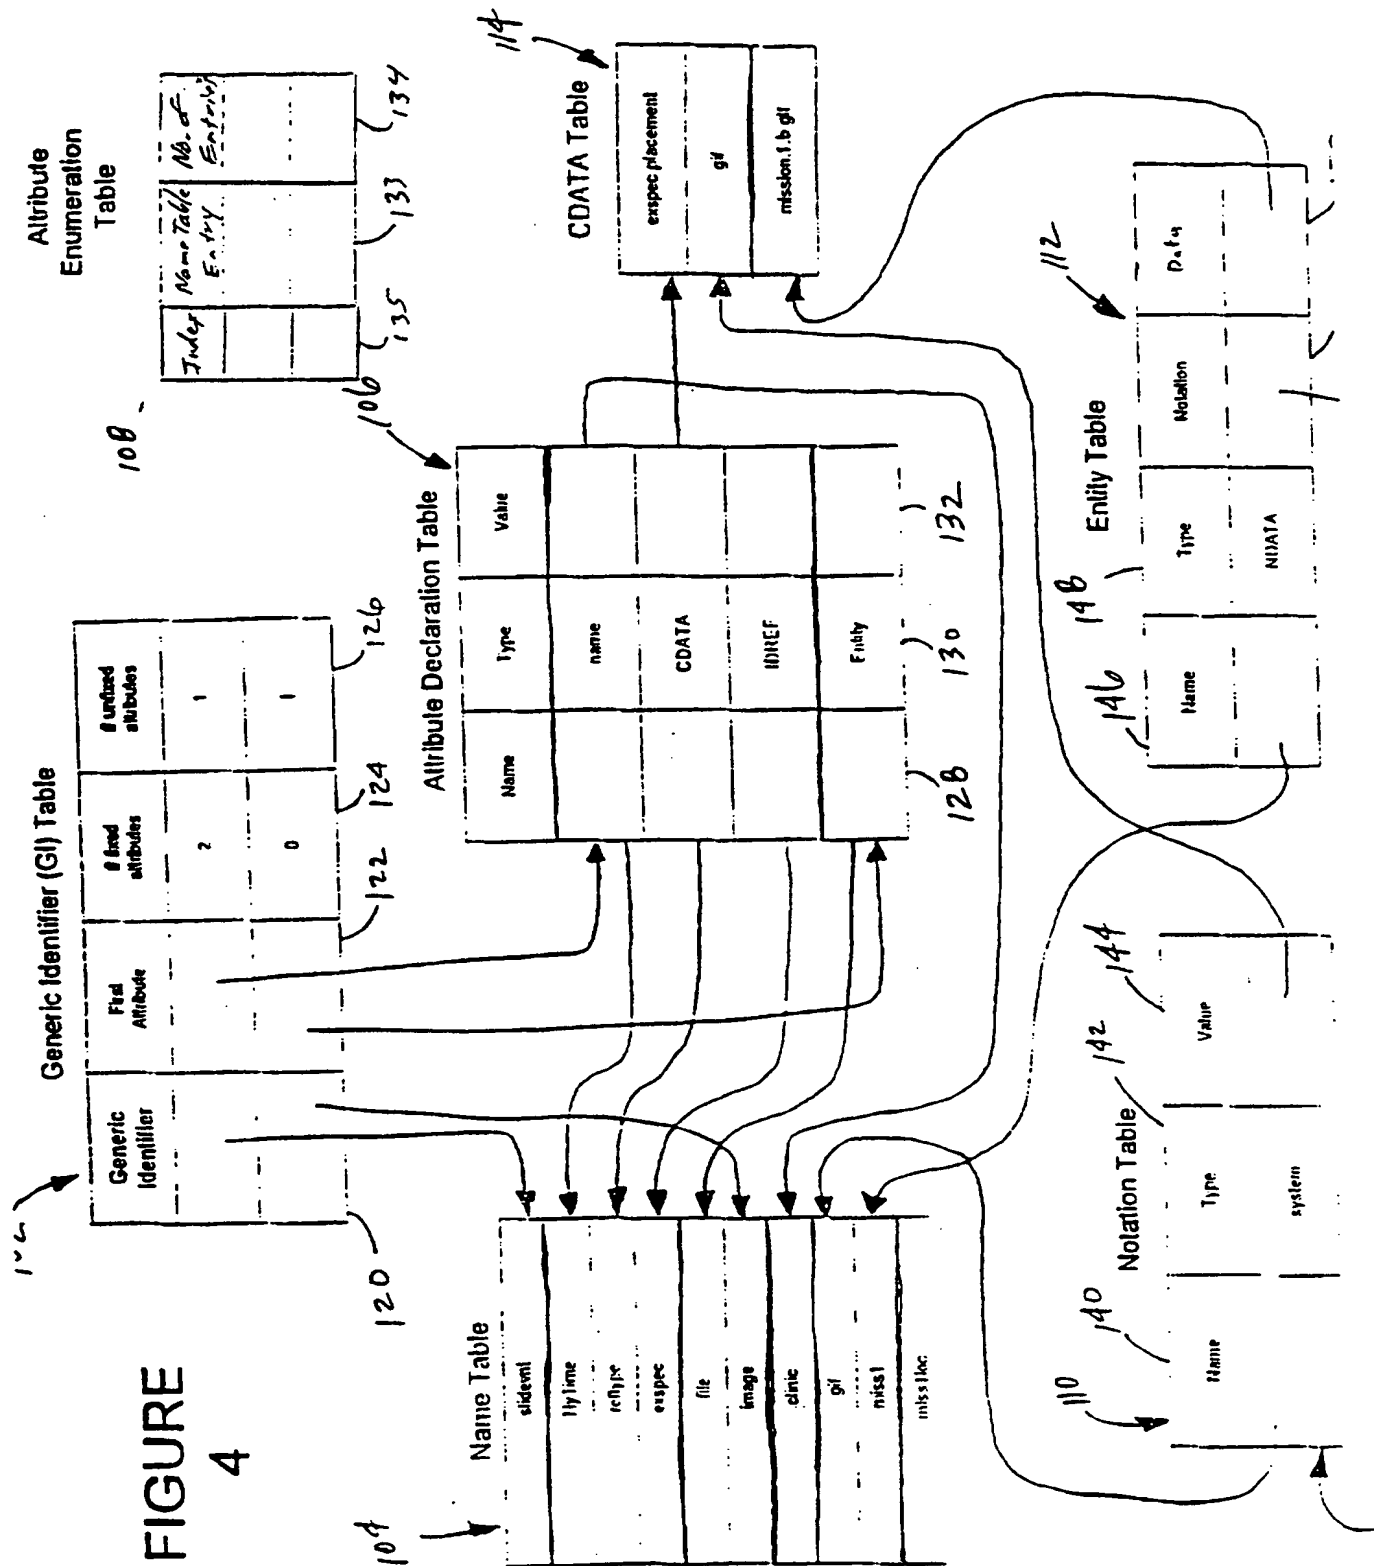 FIGURE
4
Generic Identifier (GI) Table
Generic
Identifier
First
Attribute
# fixed
attributes
# unfixed
attributes
2
1
0
1
120
122
124
126
Attribute
Enumeration
Table
108
Index
Name Table
Entry
No. of
Entries
135
133
134
Name Table
104
slidevnt
HyTime
reftype
exspec
file
image
clinic
gif
miss1
miss1loc
Attribute Declaration Table
106
Name
Type
Value
name
CDATA
IDREF
Entity
128
130
132
CDATA Table
114
exspec placement
gif
mission.1.b gif
Notation Table
110
140
142
144
Name
Type
Value
system
Entity Table
112
146
148
Name
Type
Notation
Data
NDATA